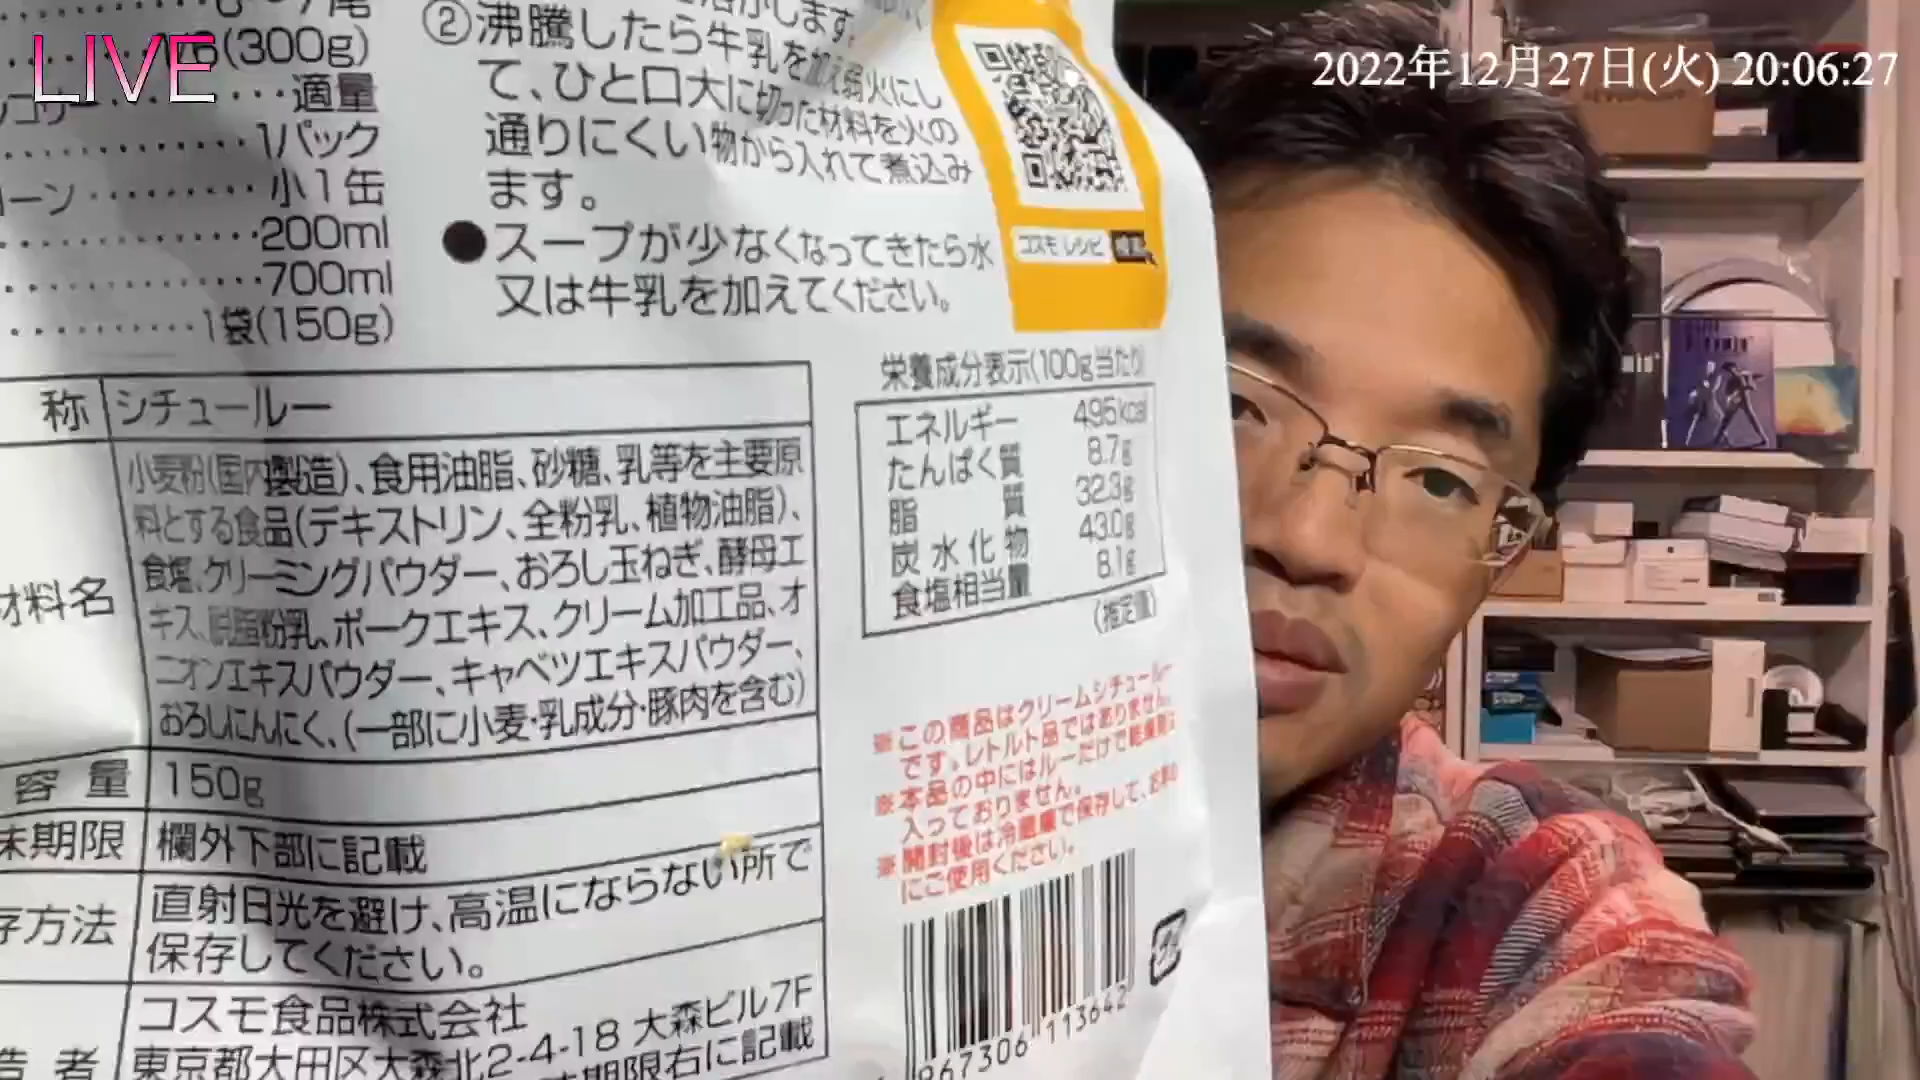 LIVE
2022年12月27日(火) 20:06:27
(300g)
適量
1パック
小1缶
200ml
700ml
1袋(150g)
②沸騰したら牛乳を加え弱火にし
て、ひと口大に切った材料を火の
通りにくい物から入れて煮込み
ます。
●スープが少なくなってきたら水
又は牛乳を加えてください。
コスモ レシピ
称 シチュールー
材料名
小麦粉(国内製造)、食用油脂、砂糖、乳等を主要原
料とする食品(デキストリン、全粉乳、植物油脂)、
食塩、クリーミングパウダー、おろし玉ねぎ、酵母エ
キス、脱脂粉乳、ポークエキス、クリーム加工品、オ
ニオンエキスパウダー、キャベツエキスパウダー、
おろしにんにく、(一部に小麦・乳成分・豚肉を含む)
容量 150g
味期限 欄外下部に記載
存方法 直射日光を避け、高温にならない所で
保存してください。
造者 コスモ食品株式会社
東京都大田区大森北2-4-18 大森ビル7F
期限右に記載
栄養成分表示(100g当たり)
エネルギー 495kcal
たんぱく質 8.7g
脂質 32.3g
炭水化物 43.0g
食塩相当量 8.1g
(推定値)
※この商品はクリームシチュールー
です。レトルト品ではありません。
※本品の中にはルーだけで
入っておりません。
※開封後は冷蔵庫で保存して、
にご使用ください。
967306 113642